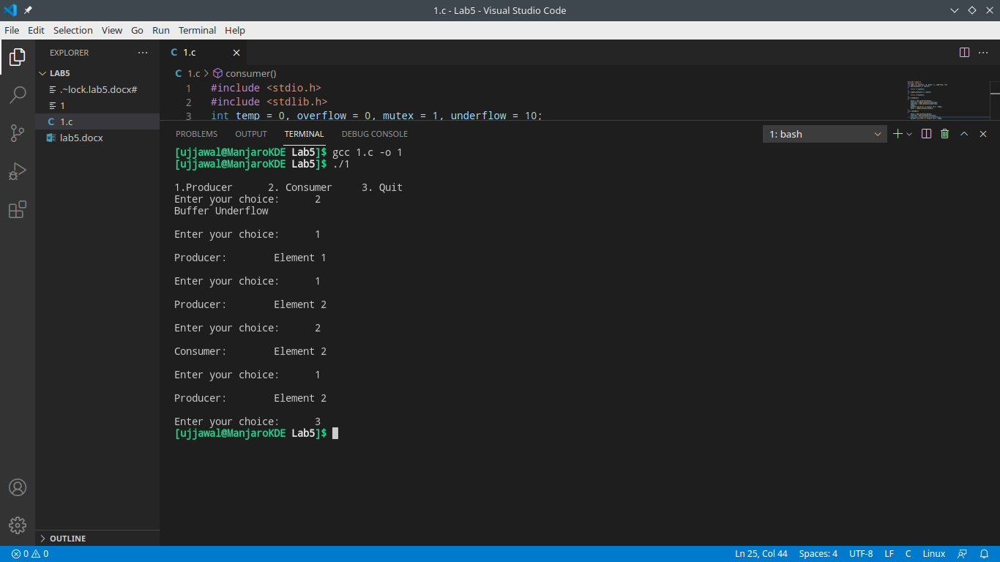 1.c - Lab5 - Visual Studio Code
File Edit Selection View Go Run Terminal Help
EXPLORER
LAB5
.~lock.lab5.docx#
1
C 1.c
lab5.docx
OUTLINE
C 1.c
C 1.c > consumer()
1 #include <stdio.h>
2 #include <stdlib.h>
3 int temp = 0, overflow = 0, mutex = 1, underflow = 10;
PROBLEMS OUTPUT TERMINAL DEBUG CONSOLE
1: bash
[ujjawal@ManjaroKDE Lab5]$ gcc 1.c -o 1
[ujjawal@ManjaroKDE Lab5]$ ./1
1.Producer 2. Consumer 3. Quit
Enter your choice: 2
Buffer Underflow
Enter your choice: 1
Producer: Element 1
Enter your choice: 1
Producer: Element 2
Enter your choice: 2
Consumer: Element 2
Enter your choice: 1
Producer: Element 2
Enter your choice: 3
[ujjawal@ManjaroKDE Lab5]$
0 0 Ln 25, Col 44 Spaces: 4 UTF-8 LF C Linux